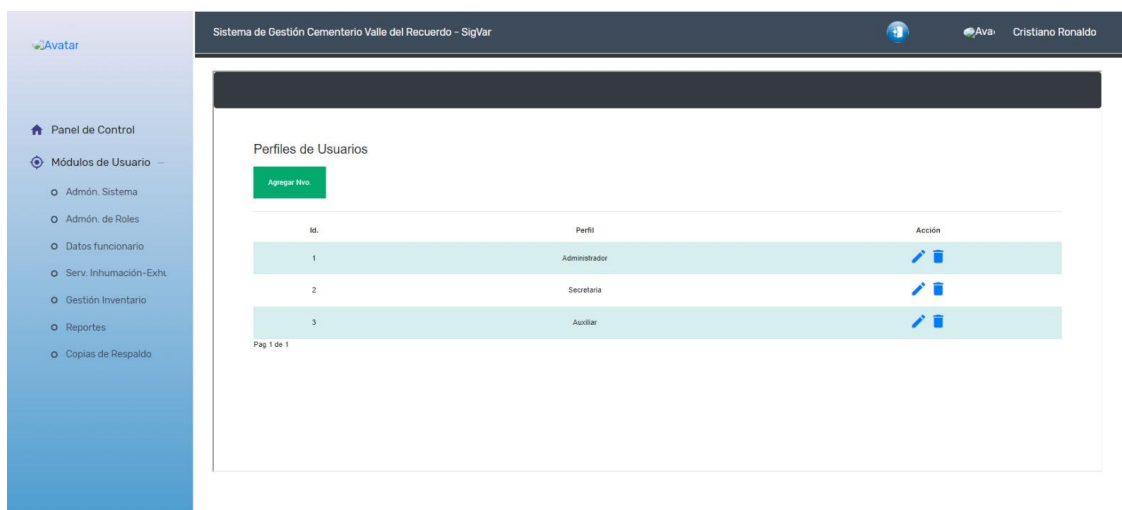 Avatar
Sistema de Gestión Cementerio Valle del Recuerdo - SigVar
Ava
Cristiano Ronaldo
Panel de Control
Módulos de Usuario
Admón. Sistema
Admón. de Roles
Datos funcionario
Serv. Inhumación-Exhu
Gestión Inventario
Reportes
Copias de Respaldo
Perfiles de Usuarios
Agregar Nvo.
Id. Perfil Acción
1 Administrador
2 Secretaria
3 Auxiliar
Pag 1 de 1